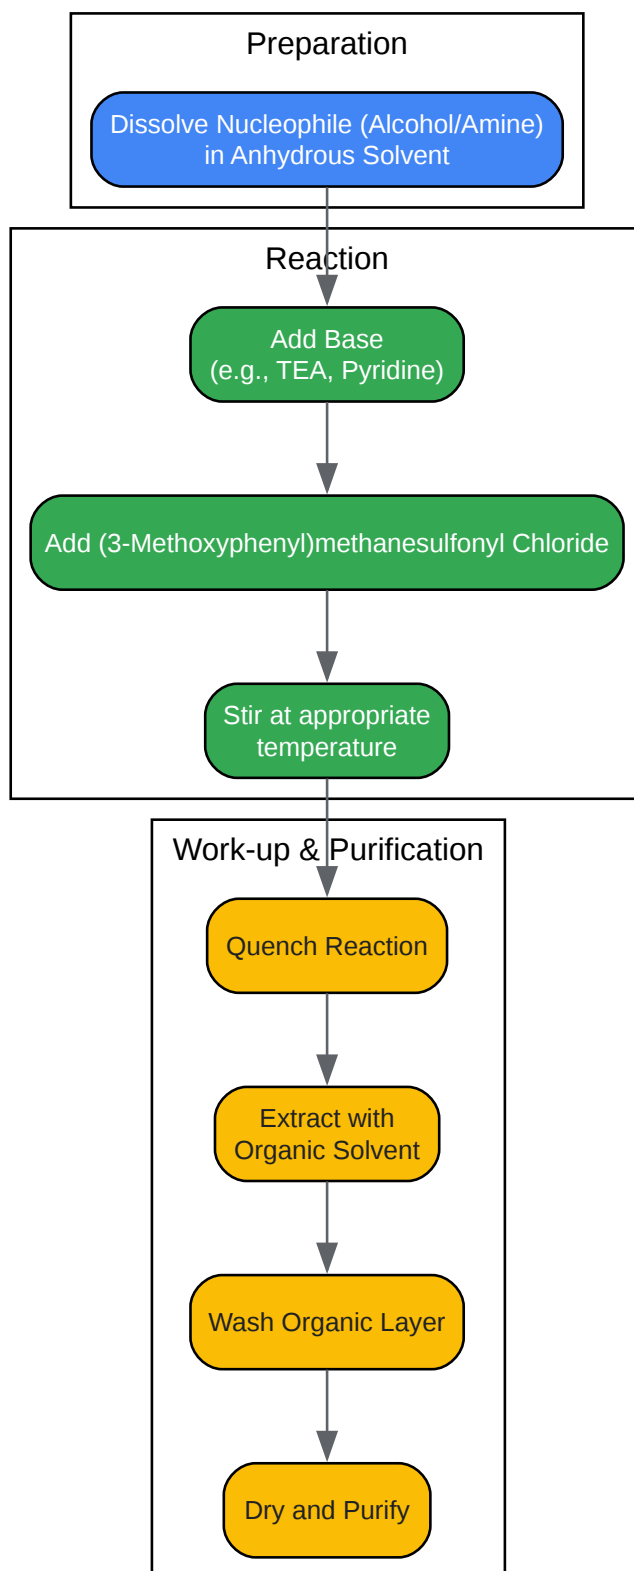 Preparation
Dissolve Nucleophile (Alcohol/Amine)
in Anhydrous Solvent
Reaction
Add Base
(e.g., TEA, Pyridine)
Add (3-Methoxyphenyl)methanesulfonyl Chloride
Stir at appropriate
temperature
Work-up & Purification
Quench Reaction
Extract with
Organic Solvent
Wash Organic Layer
Dry and Purify